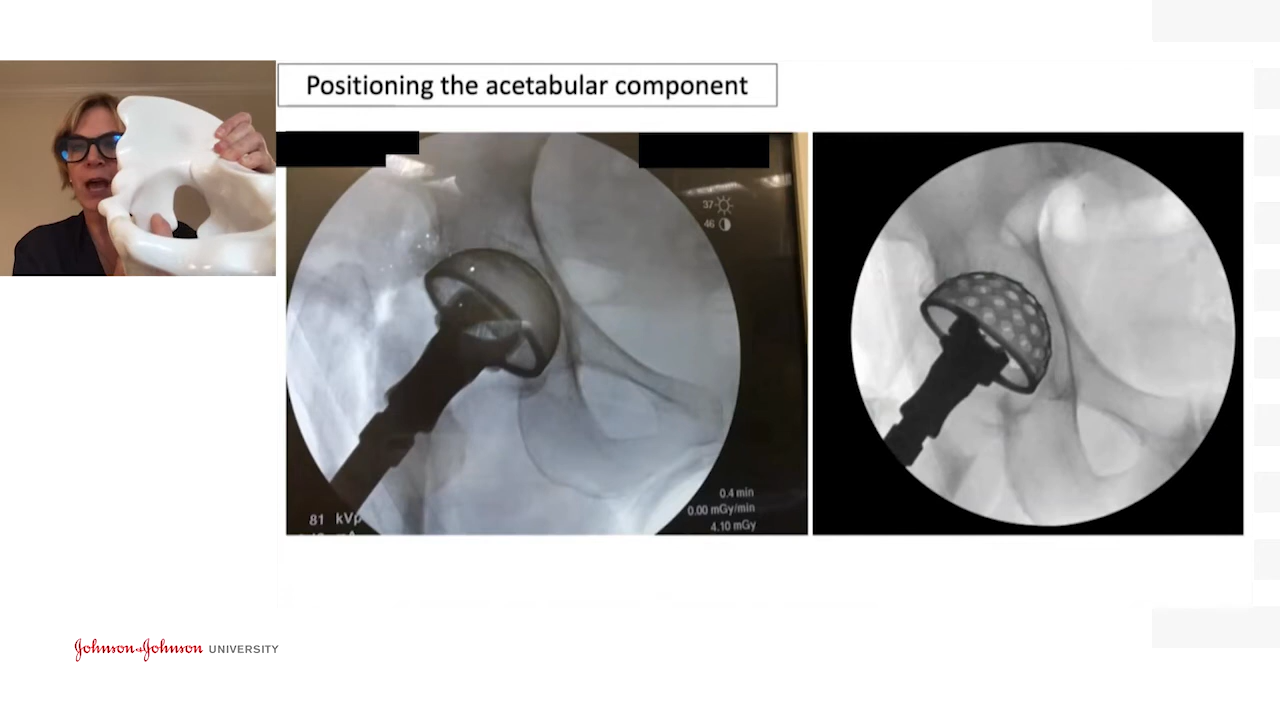 Positioning the acetabular component
37
46
0.4 min
0.00 mGy/min
4.10 mGy
81 kVp
Johnson&Johnson UNIVERSITY